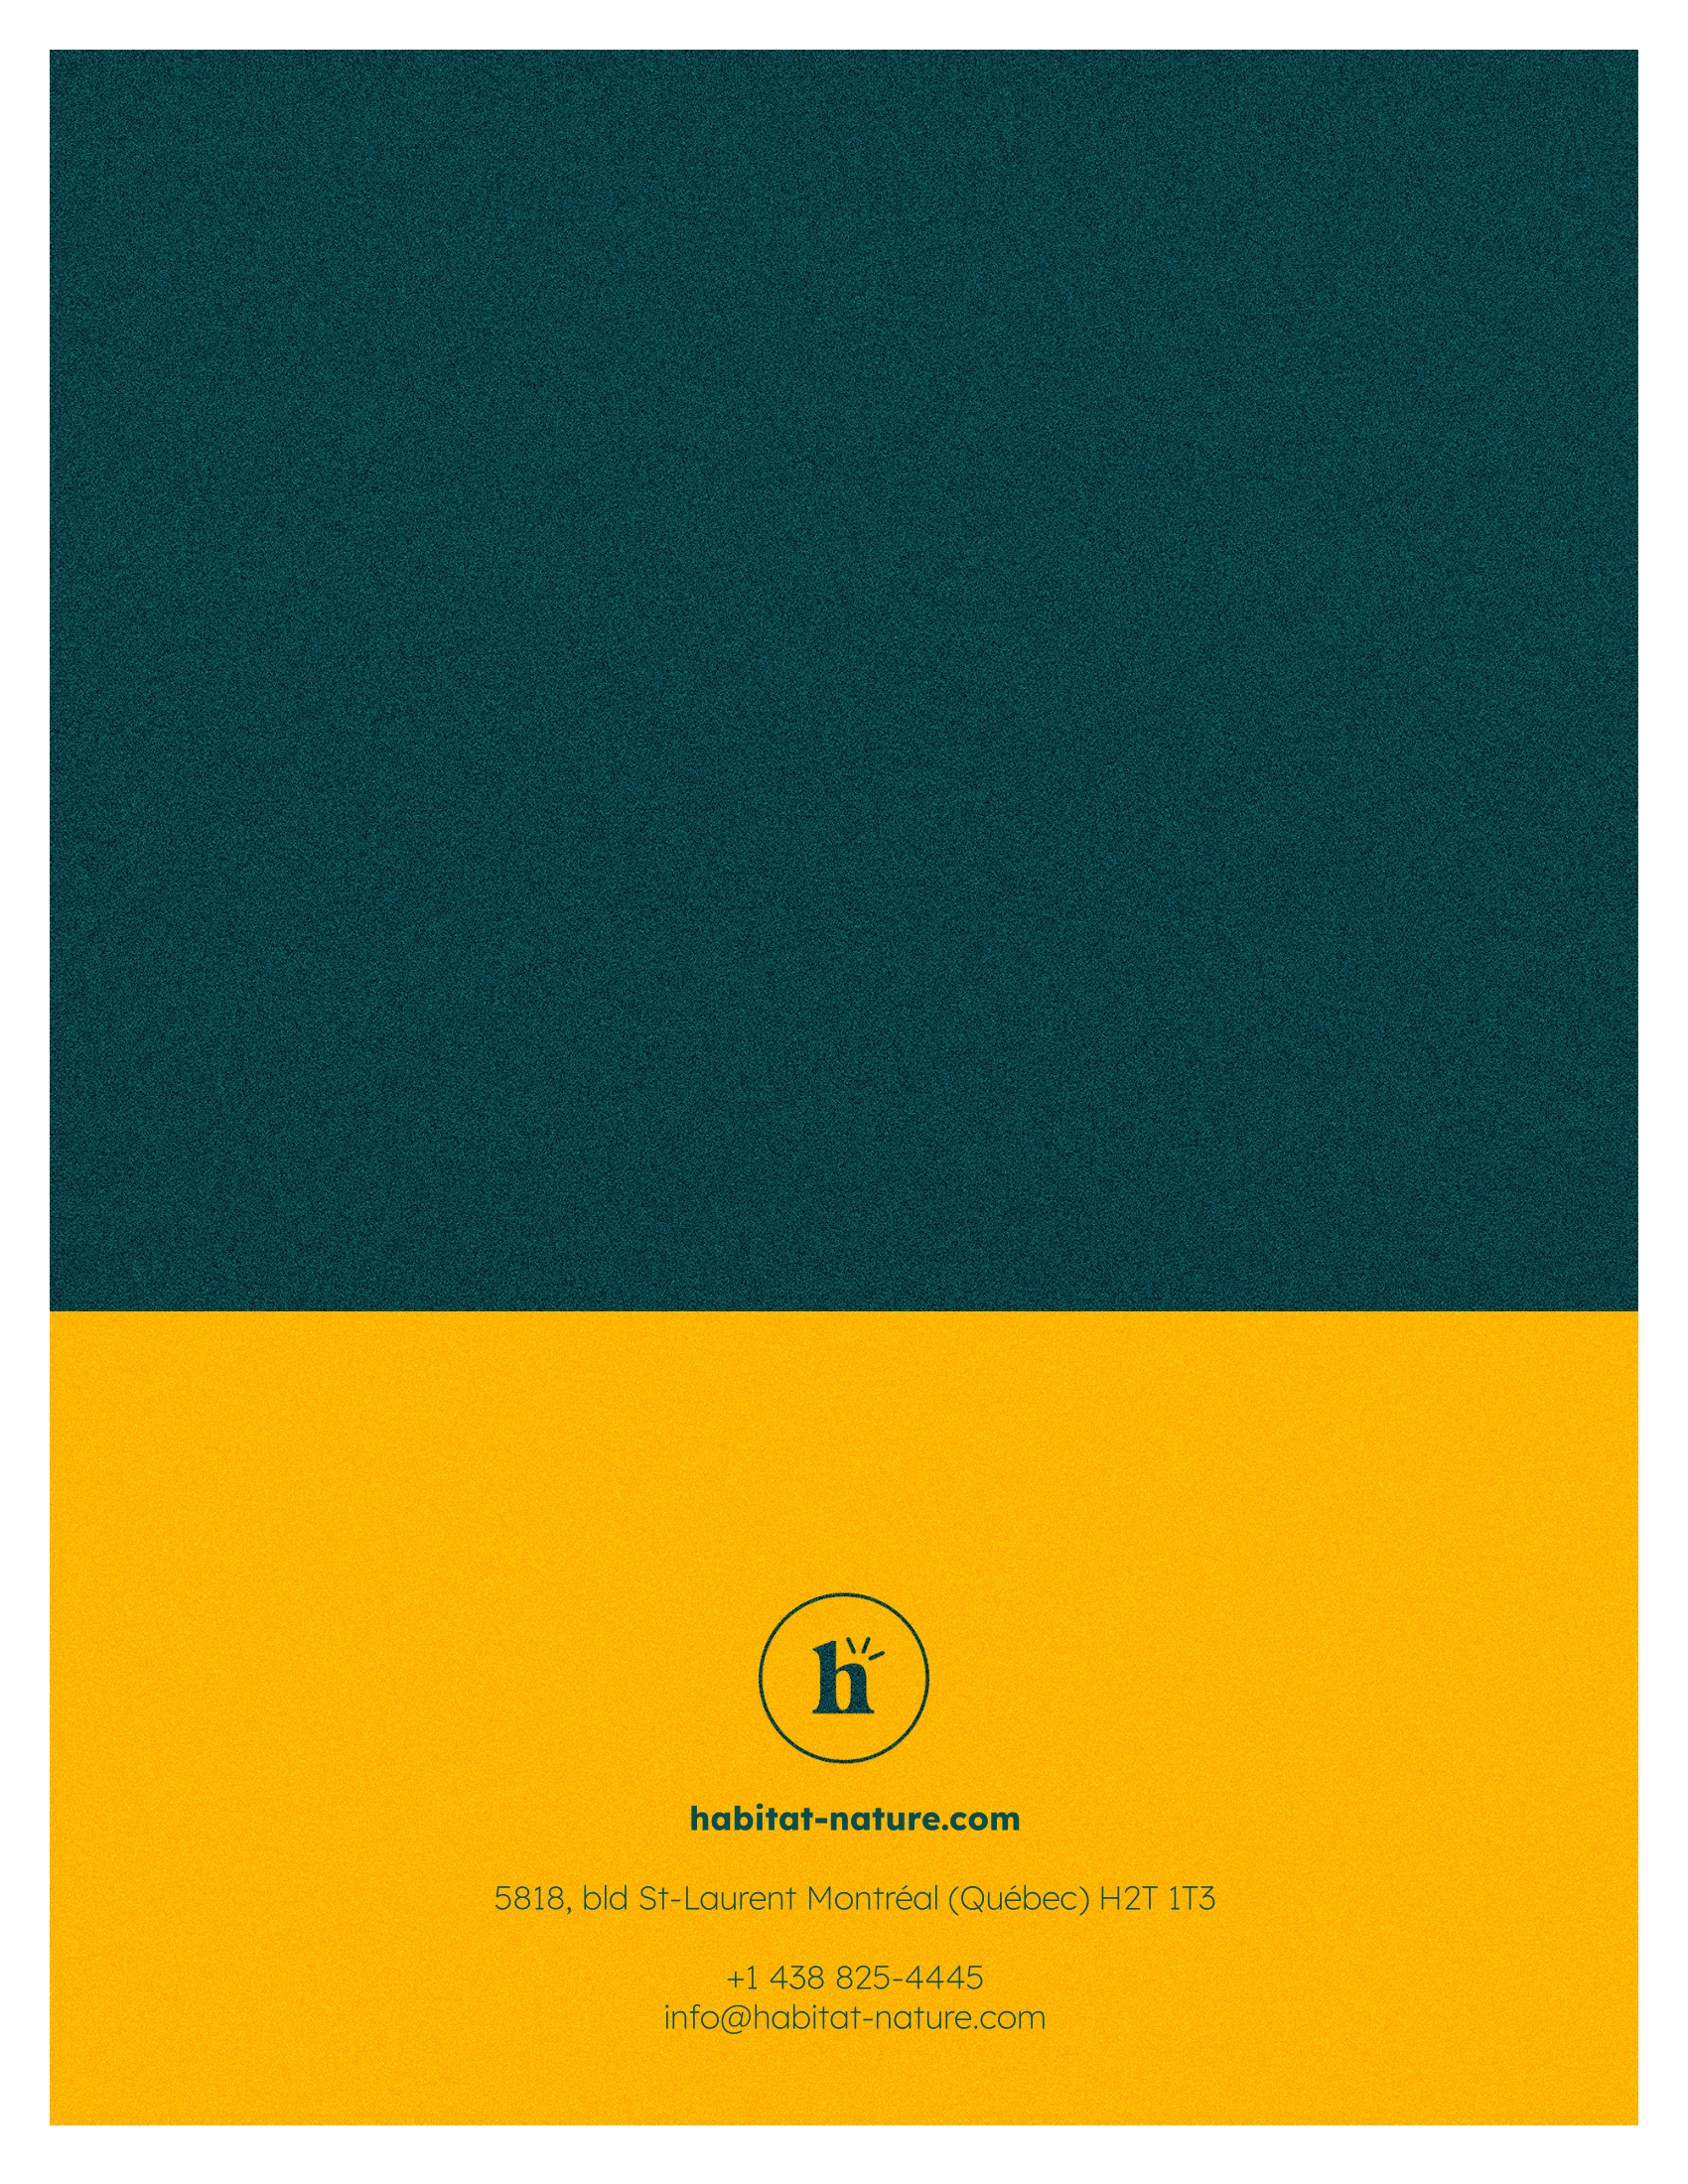 h
habitat-nature.com
5818, bld St-Laurent Montréal (Québec) H2T 1T3
+1 438 825-4445
info@habitat-nature.com